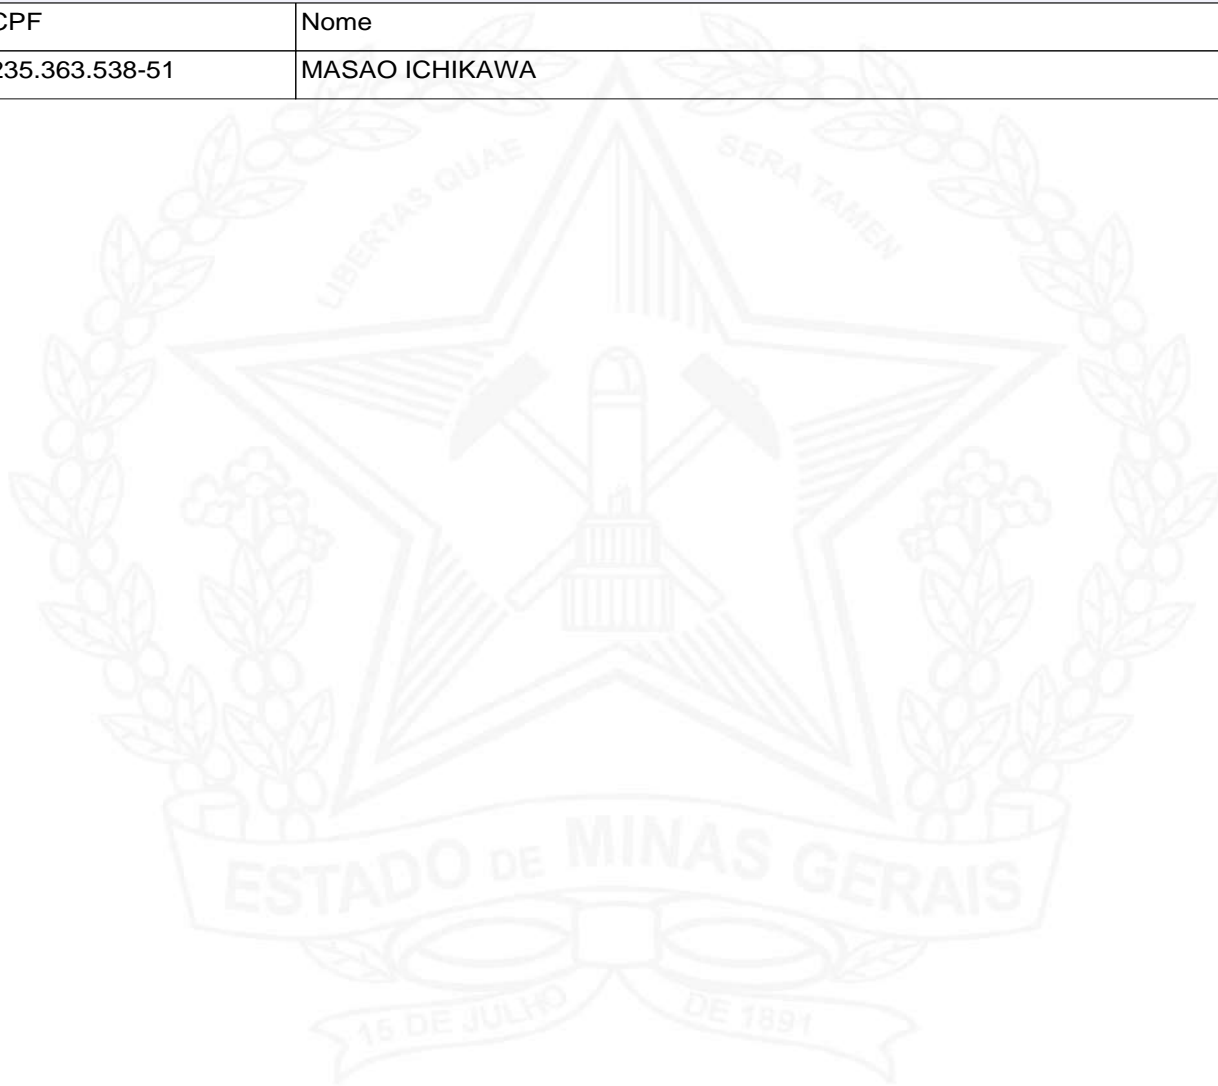 CPF Nome
235.363.538-51 MASAO ICHIKAWA
LIBERTAS QUAE SERA TAMEN
ESTADO DE MINAS GERAIS
15 DE JULHO DE 1891